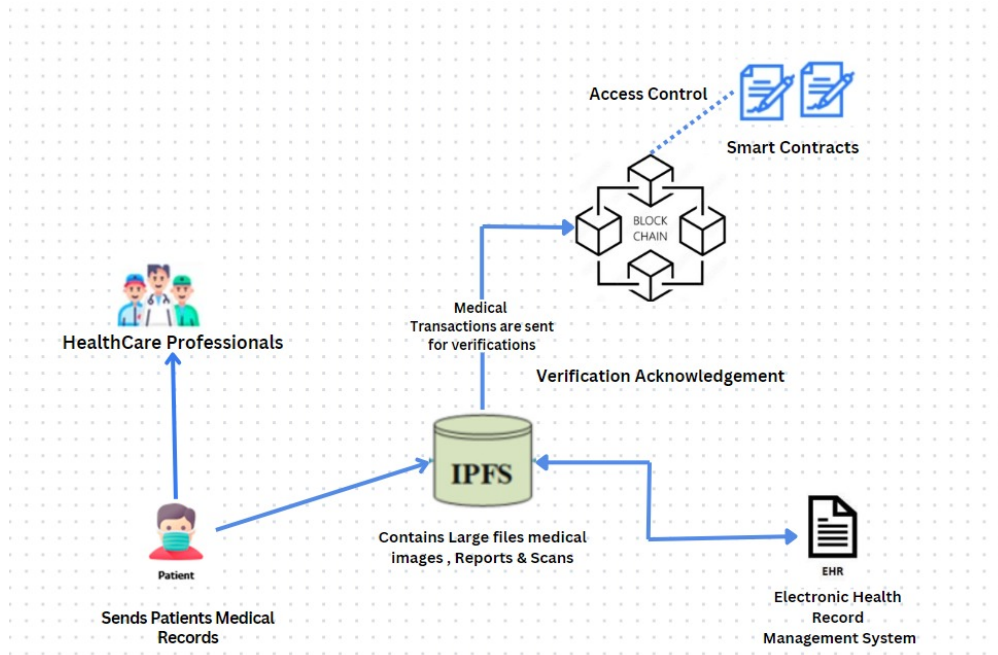 Access Control
Smart Contracts
BLOCK
CHAIN
HealthCare Professionals
Medical
Transactions are sent
for verifications
Verification Acknowledgement
IPFS
Contains Large files medical
images , Reports & Scans
Patient
Sends Patients Medical
Records
EHR
Electronic Health
Record
Management System